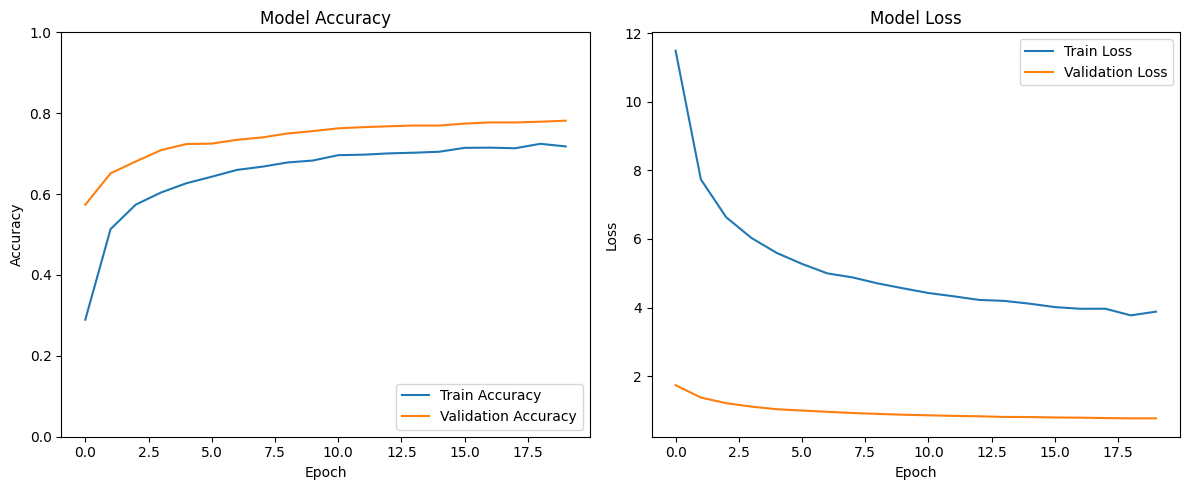 Model Accuracy
1.0
0.8
0.6
0.4
0.2
0.0
Accuracy
Train Accuracy
Validation Accuracy
0.0 2.5 5.0 7.5 10.0 12.5 15.0 17.5
Epoch
Model Loss
12
10
8
6
4
2
Loss
Train Loss
Validation Loss
0.0 2.5 5.0 7.5 10.0 12.5 15.0 17.5
Epoch